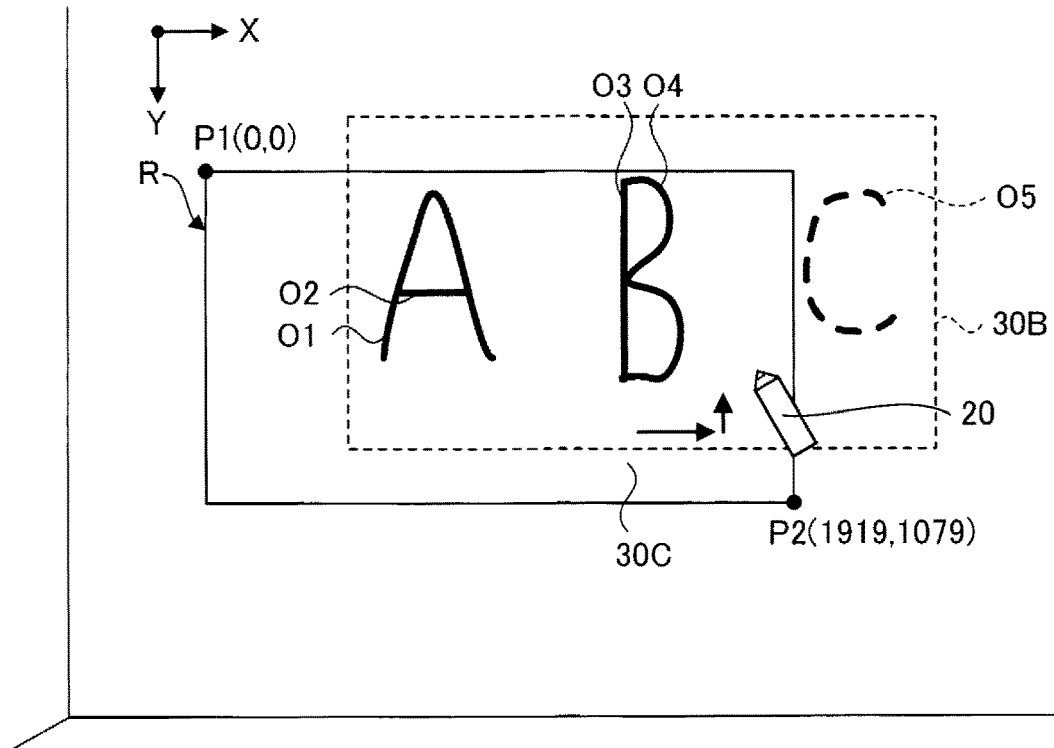 X
Y
P1(0,0)
R
O3 O4
O5
A B C
O2
O1
30B
20
30C
P2(1919,1079)